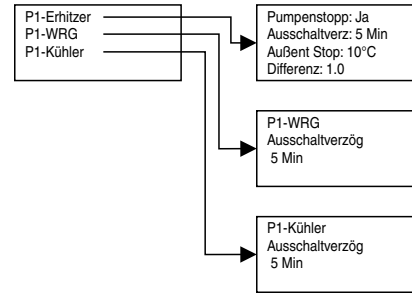 P1-Erhitzer
P1-WRG
P1-Kühler
Pumpenstopp: Ja
Ausschaltverz: 5 Min
Außent Stop: 10°C
Differenz: 1.0
P1-WRG
Ausschaltverzög
5 Min
P1-Kühler
Ausschaltverzög
5 Min